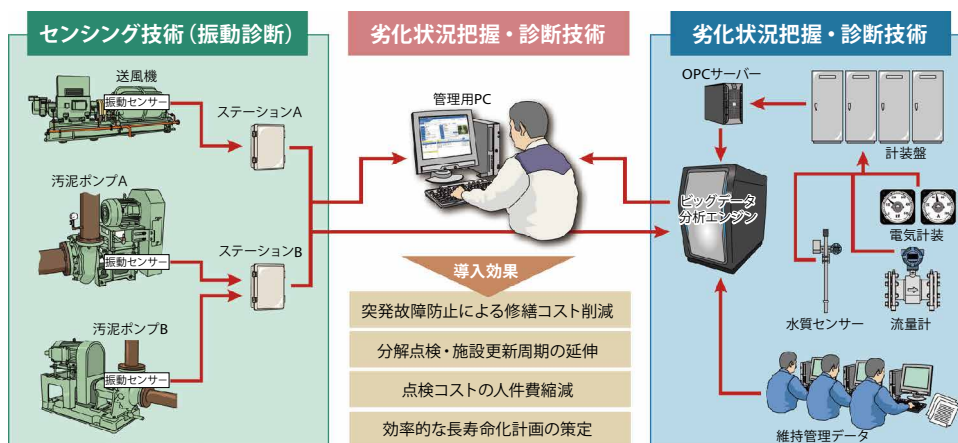 センシング技術（振動診断）
送風機
振動センサー
ステーションA
汚泥ポンプA
振動センサー
ステーションB
汚泥ポンプB
振動センサー
劣化状況把握・診断技術
管理用PC
導入効果
突発故障防止による修繕コスト削減
分解点検・施設更新周期の延伸
点検コストの人件費縮減
効率的な長寿命化計画の策定
劣化状況把握・診断技術
OPCサーバー
計装盤
ビッグデータ
分析エンジン
電気計装
水質センサー
流量計
維持管理データ